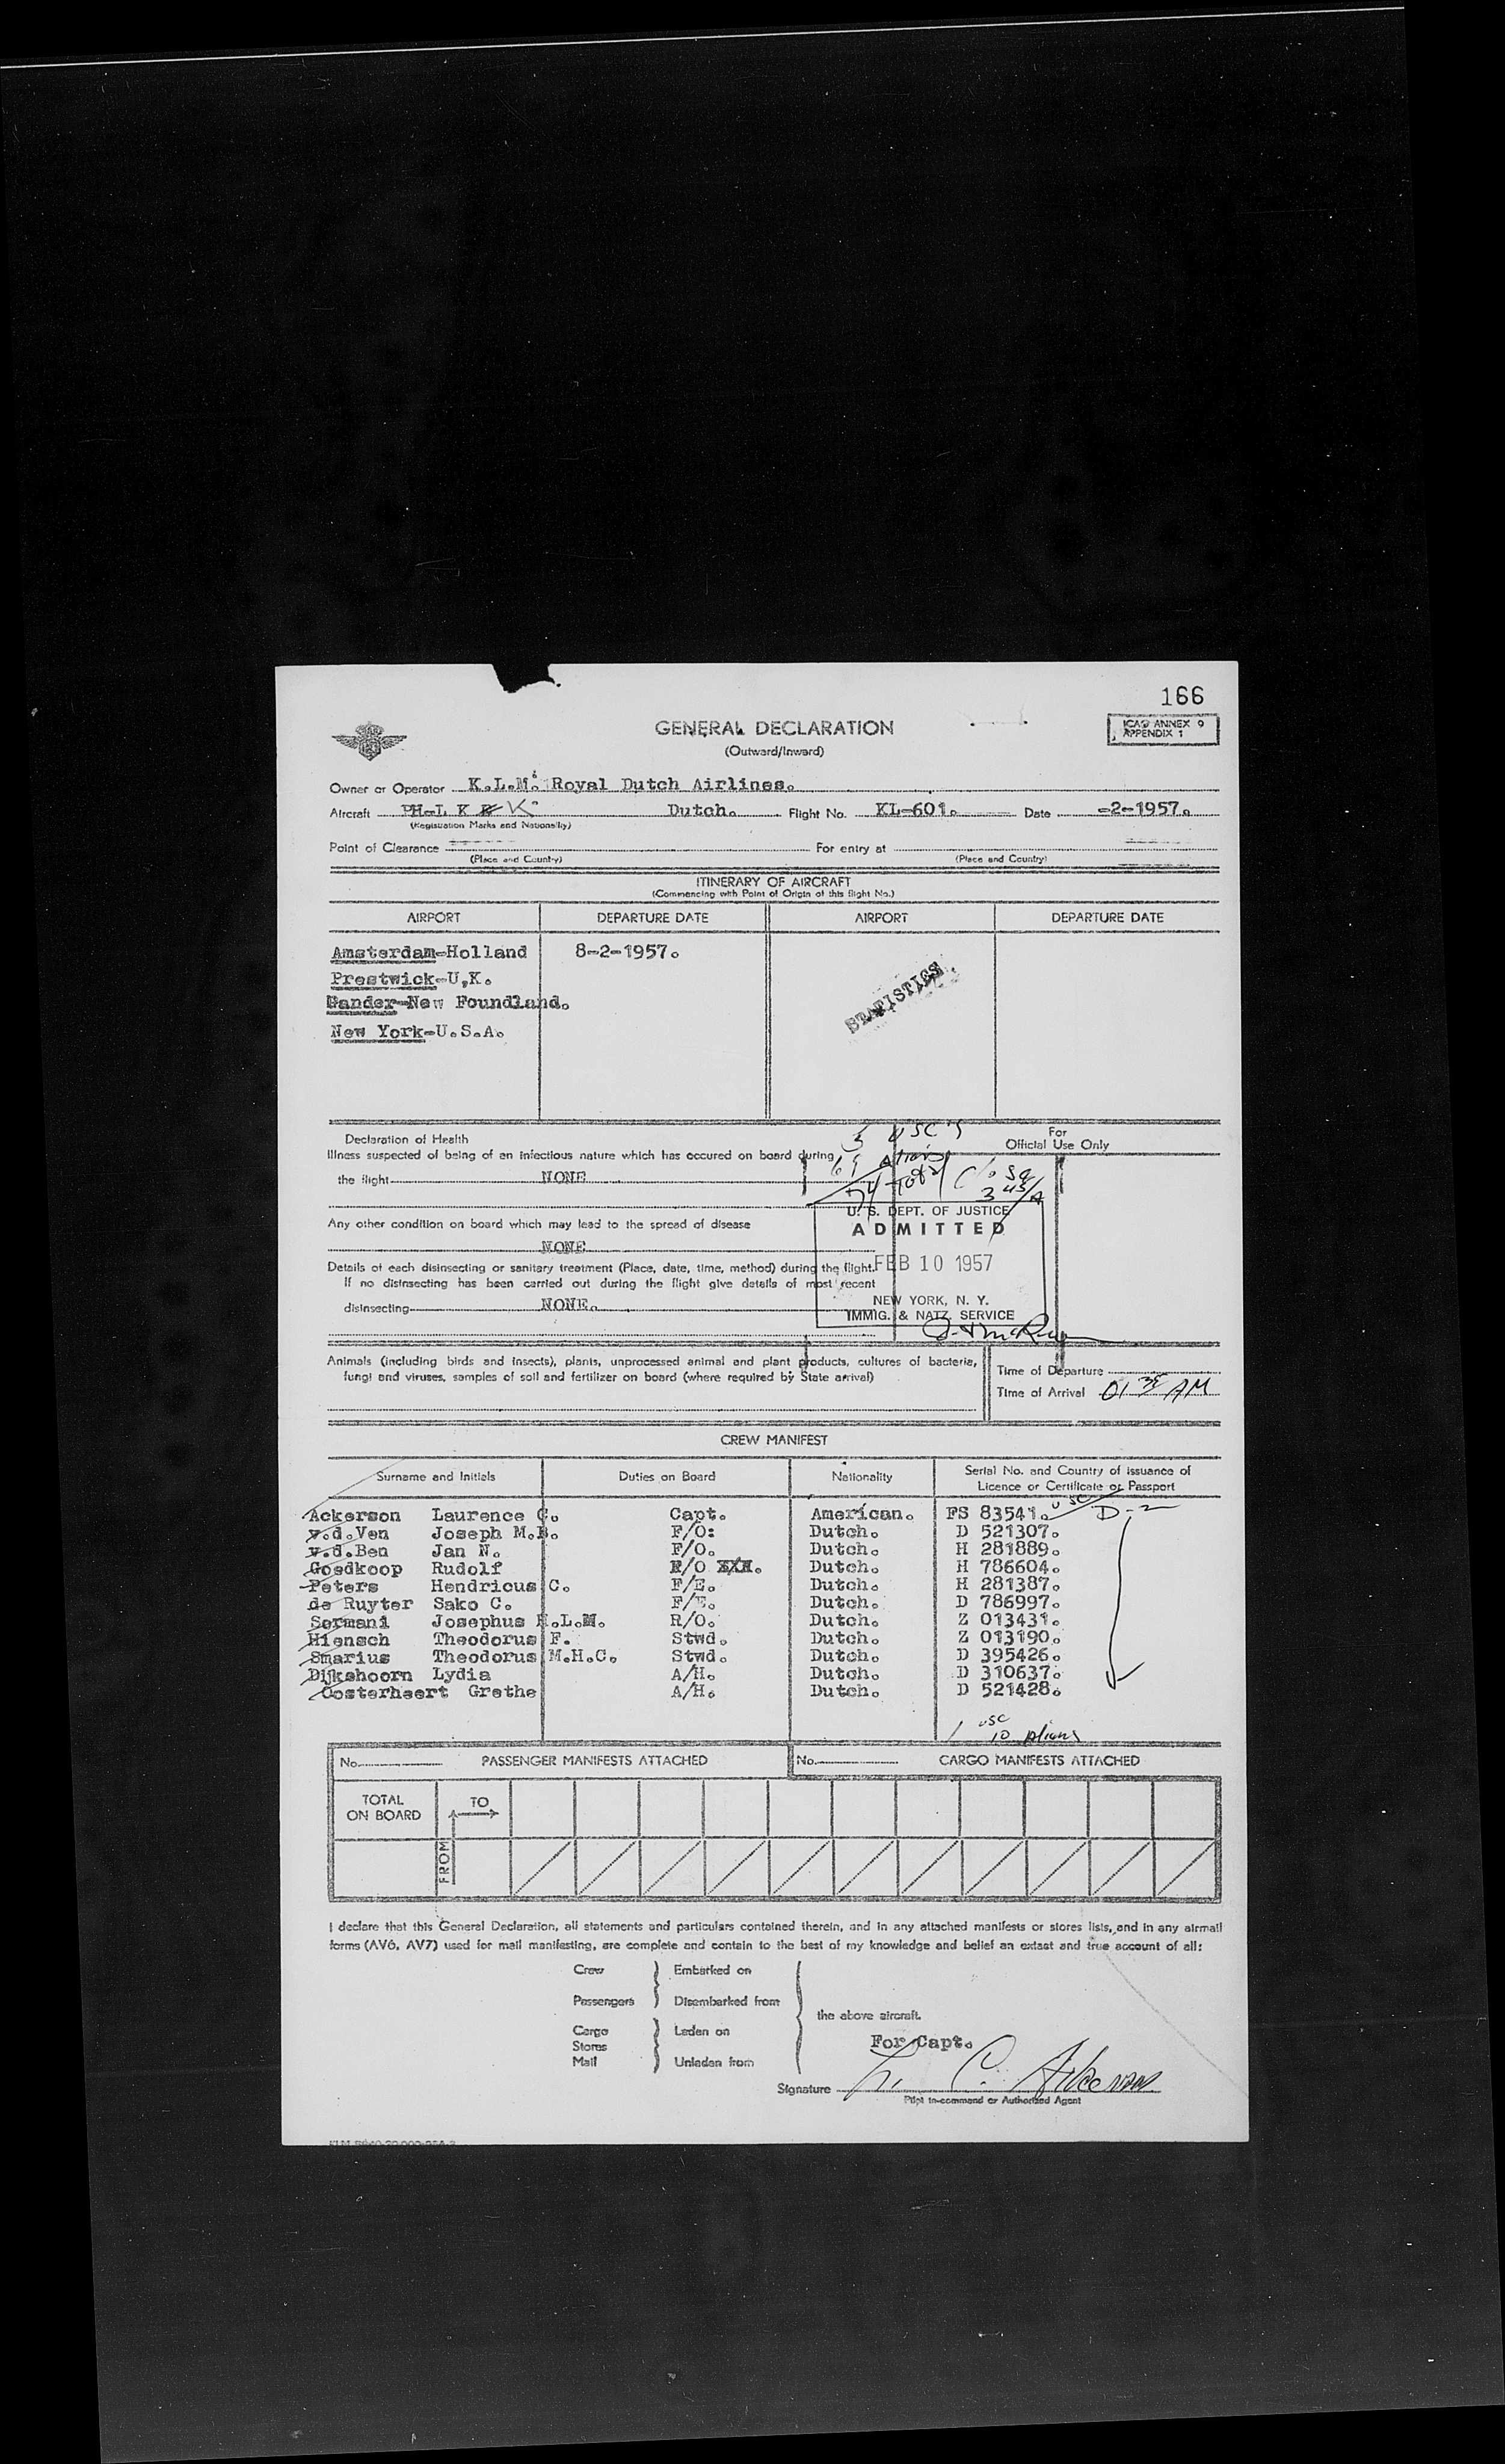 166
GENERAL DECLARATION
(Outward/Inward)
ICAO ANNEX 9
APPENDIX 1
Owner or Operator K.L.M. Royal Dutch Airlines.
Aircraft PH-L K K Dutch. Flight No. KL-601. Date -2-1957.
(Registration Marks and Nationality)
Point of Clearance For entry at
(Place and Country) (Place and Country)
ITINERARY OF AIRCRAFT
(Commencing with Point of Origin of this flight No.)
AIRPORT DEPARTURE DATE AIRPORT DEPARTURE DATE
Amsterdam-Holland 8-2-1957.
Prestwick-U,K.
Gander-New Foundland.
New York-U.S.A.
STATISTICS
Declaration of Health
For
Official Use Only
Illness suspected of being of an infectious nature which has occured on board during
the flight NONE
5 USC's
74 Total
3 USA
Any other condition on board which may lead to the spread of disease
NONE
Details of each disinsecting or sanitary treatment (Place, date, time, method) during the flight.
If no disinsecting has been carried out during the flight give details of most recent
disinsecting NONE.
U. S. DEPT. OF JUSTICE
ADMITTED
FEB 10 1957
NEW YORK, N. Y.
IMMIG. & NATZ. SERVICE
Animals (including birds and insects), plants, unprocessed animal and plant products, cultures of bacteria,
fungi and viruses, samples of soil and fertilizer on board (where required by State arrival)
Time of Departure
Time of Arrival 01 35 AM
CREW MANIFEST
Surname and Initials Duties on Board Nationality Serial No. and Country of Issuance of
Licence or Certificate or Passport
Ackerson Laurence C. Capt. American. FS 83541. USC D-2
v.d.Ven Joseph M.B. F/O: Dutch. D 521307.
v.d.Ben Jan N. F/O. Dutch. H 281889.
Goedkoop Rudolf R/O Dutch. H 786604.
Peters Hendricus C. F/E. Dutch. H 281387.
de Ruyter Sako C. F/E. Dutch. D 786997.
Sormani Josephus H.L.M. R/O. Dutch. Z 013431.
Hiensch Theodorus F. Stwd. Dutch. Z 013190.
Smarius Theodorus M.H.C. Stwd. Dutch. D 395426.
Dijkshoorn Lydia A/H. Dutch. D 310637.
Oosterheert Grethe A/H. Dutch. D 521428.
1 USC
10 aliens
No. PASSENGER MANIFESTS ATTACHED No. CARGO MANIFESTS ATTACHED
TOTAL
ON BOARD
TO
FROM
I declare that this General Declaration, all statements and particulars contained therein, and in any attached manifests or stores lists, and in any airmail
forms (AV6, AV7) used for mail manifesting, are complete and contain to the best of my knowledge and belief an extact and true account of all:
Crew Embarked on
Passengers Disembarked from
the above aircraft.
Cargo Laden on
Stores
Mail Unladen from
For Capt.
Signature L. C. Ackerson
Pilot in-command or Authorised Agent